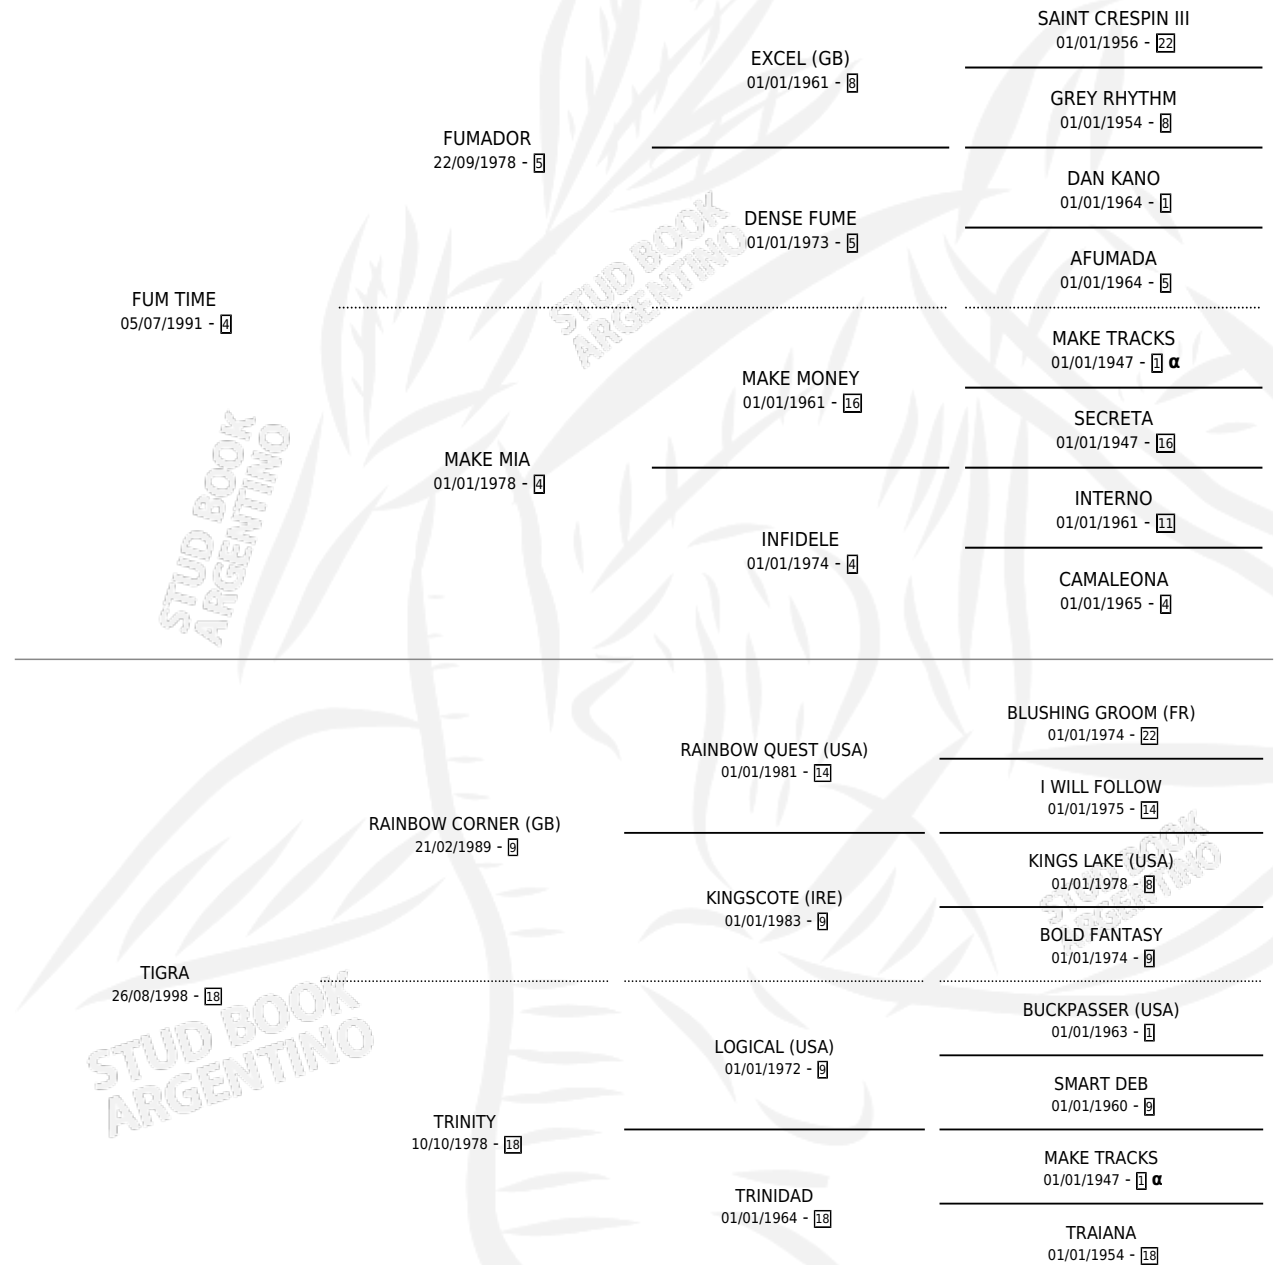 SAINT CRESPIN III
01/01/1956 - 22
EXCEL (GB)
01/01/1961 - 8
GREY RHYTHM
01/01/1954 - 8
FUMADOR
22/09/1978 - 5
DAN KANO
01/01/1964 - 1
DENSE FUME
01/01/1973 - 5
AFUMADA
01/01/1964 - 5
FUM TIME
05/07/1991 - 4
MAKE TRACKS
01/01/1947 - 1 α
MAKE MONEY
01/01/1961 - 16
SECRETA
01/01/1947 - 16
MAKE MIA
01/01/1978 - 4
INTERNO
01/01/1961 - 11
INFIDELE
01/01/1974 - 4
CAMALEONA
01/01/1965 - 4
STUD BOOK
ARGENTINO
STUD BOOK
ARGENTINO
BLUSHING GROOM (FR)
01/01/1974 - 22
RAINBOW QUEST (USA)
01/01/1981 - 14
I WILL FOLLOW
01/01/1975 - 14
RAINBOW CORNER (GB)
21/02/1989 - 9
KINGS LAKE (USA)
01/01/1978 - 8
KINGSCOTE (IRE)
01/01/1983 - 9
BOLD FANTASY
01/01/1974 - 9
TIGRA
26/08/1998 - 18
BUCKPASSER (USA)
01/01/1963 - 1
LOGICAL (USA)
01/01/1972 - 9
SMART DEB
01/01/1960 - 9
TRINITY
10/10/1978 - 18
MAKE TRACKS
01/01/1947 - 1 α
TRINIDAD
01/01/1964 - 18
TRAIANA
01/01/1954 - 18
STUD BOOK
ARGENTINO
STUD BOOK
ARGENTINO